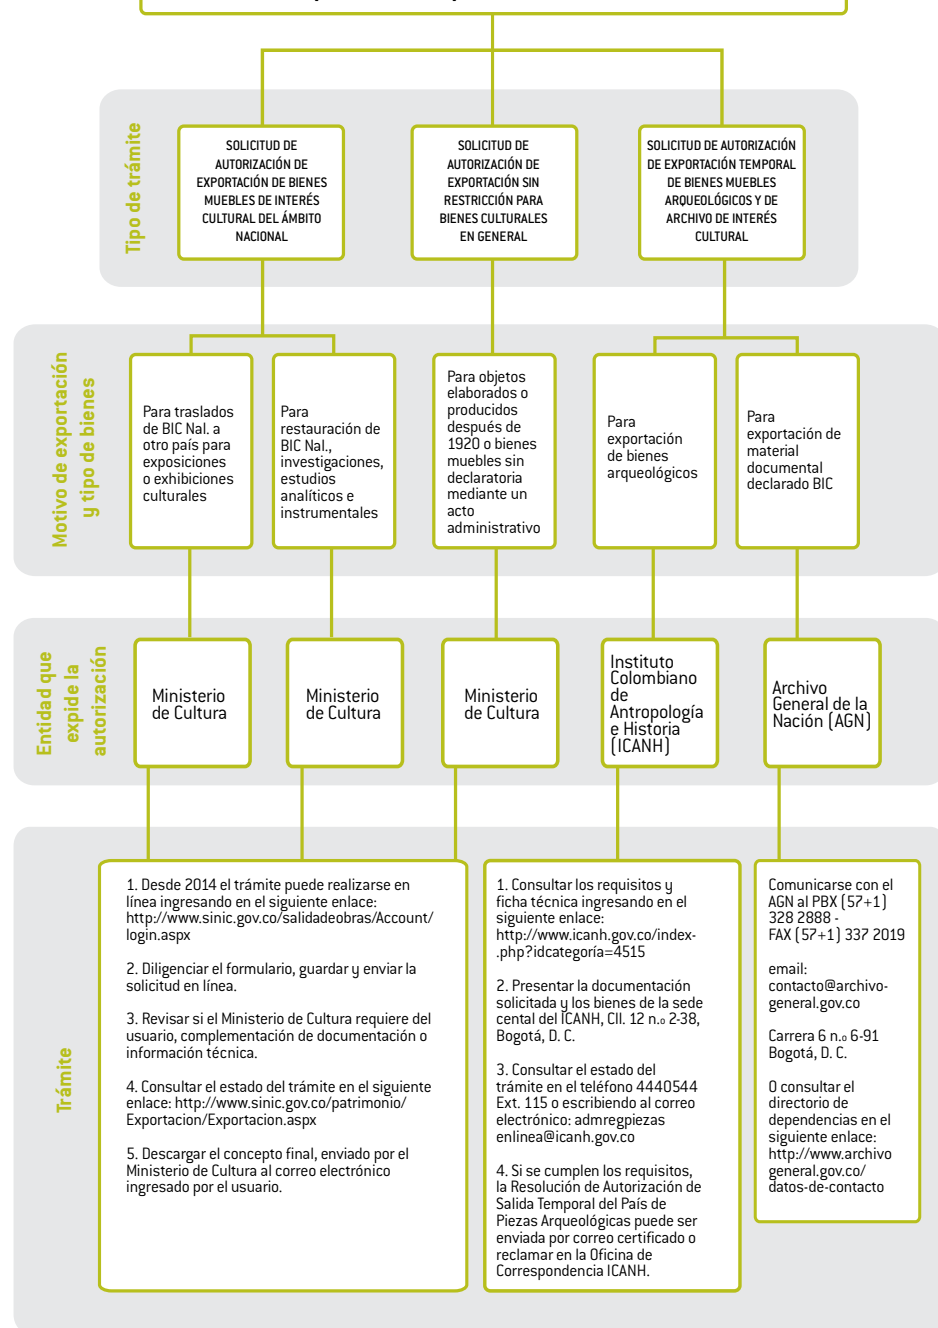 Tipo de trámite
SOLICITUD DE
AUTORIZACIÓN DE
EXPORTACIÓN DE BIENES
MUEBLES DE INTERÉS
CULTURAL DEL ÁMBITO
NACIONAL
SOLICITUD DE
AUTORIZACIÓN DE
EXPORTACIÓN SIN
RESTRICCIÓN PARA
BIENES CULTURALES
EN GENERAL
SOLICITUD DE AUTORIZACIÓN
DE EXPORTACIÓN TEMPORAL
DE BIENES MUEBLES
ARQUEOLÓGICOS Y DE
ARCHIVO DE INTERÉS
CULTURAL
Motivo de exportación
y tipo de bienes
Para traslados
de BIC Nal. a
otro país para
exposiciones
o exhibiciones
culturales
Para
restauración de
BIC Nal.,
investigaciones,
estudios
analíticos e
instrumentales
Para objetos
elaborados o
producidos
después de
1920 o bienes
muebles sin
declaratoria
mediante un
acto
administrativo
Para
exportación
de bienes
arqueológicos
Para
exportación de
material
documental
declarado BIC
Entidad que
expide la
autorización
Ministerio
de Cultura
Ministerio
de Cultura
Ministerio
de Cultura
Instituto
Colombiano
de
Antropología
e Historia
(ICANH)
Archivo
General de la
Nación (AGN)
Trámite
1. Desde 2014 el trámite puede realizarse en
línea ingresando en el siguiente enlace:
http://www.sinic.gov.co/salidadeobras/Account/
login.aspx
2. Diligenciar el formulario, guardar y enviar la
solicitud en línea.
3. Revisar si el Ministerio de Cultura requiere del
usuario, complementación de documentación o
información técnica.
4. Consultar el estado del trámite en el siguiente
enlace: http://www.sinic.gov.co/patrimonio/
Exportacion/Exportacion.aspx
5. Descargar el concepto final, enviado por el
Ministerio de Cultura al correo electrónico
ingresado por el usuario.
1. Consultar los requisitos y
ficha técnica ingresando en el
siguiente enlace:
http://www.icanh.gov.co/index-
.php?idcategoría=4515
2. Presentar la documentación
solicitada y los bienes de la sede
cental del ICANH, Cll. 12 n.o 2-38,
Bogotá, D. C.
3. Consultar el estado del
trámite en el teléfono 4440544
Ext. 115 o escribiendo al correo
electrónico: admregpiezas
enlinea@icanh.gov.co
4. Si se cumplen los requisitos,
la Resolución de Autorización de
Salida Temporal del País de
Piezas Arqueológicas puede ser
enviada por correo certificado o
reclamar en la Oficina de
Correspondencia ICANH.
Comunicarse con el
AGN al PBX (57+1)
328 2888 -
FAX (57+1) 337 2019
email:
contacto@archivo-
general.gov.co
Carrera 6 n.o 6-91
Bogotá, D. C.
O consultar el
directorio de
dependencias en el
siguiente enlace:
http://www.archivo
general.gov.co/
datos-de-contacto